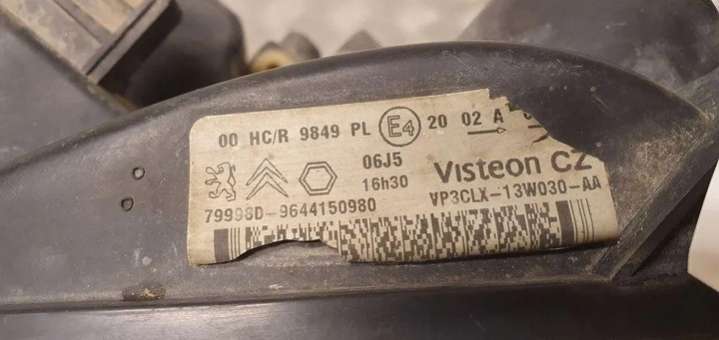 00 HC/R 9849 PL E4 20 02 A
06J5 Visteon CZ
16h30 VP3CLX-13W030-AA
79998D-9644150980